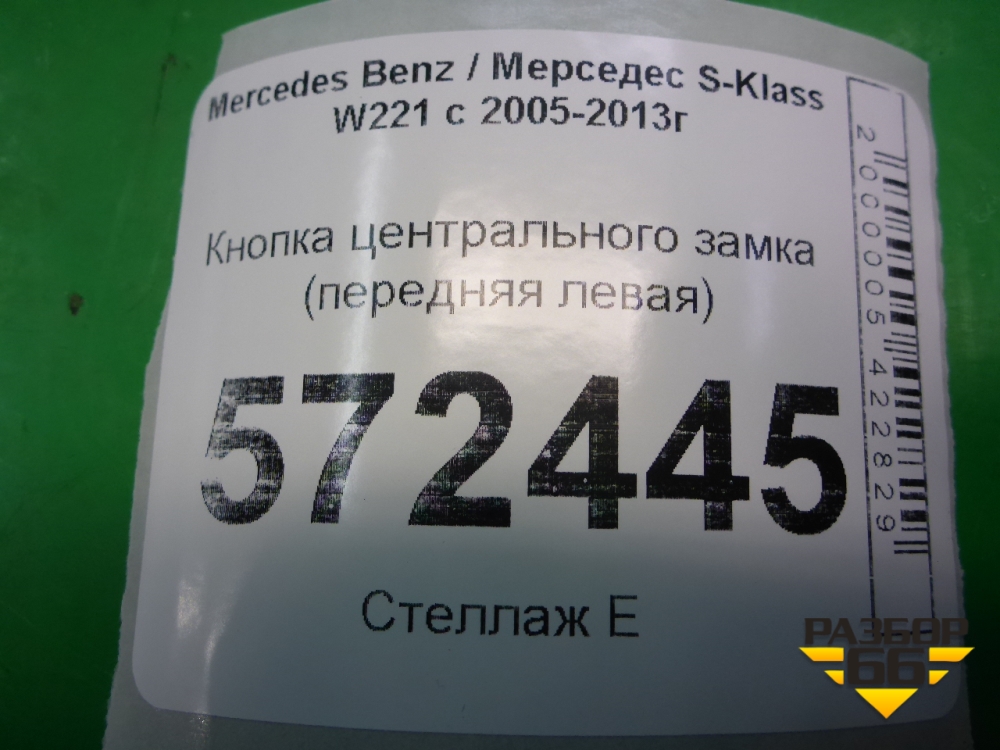 Mercedes Benz / Мерседес S-Klass
W221 с 2005-2013г
Кнопка центрального замка
(передняя левая)
572445
Стеллаж Е
2000005422829
РАЗБОР
66